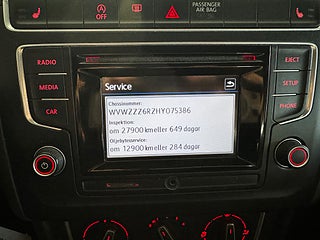 PASSENGER
AIR BAG
OFF
RADIO
MEDIA
CAR
EJECT
SETUP
PHONE
Service
Chassinummer:
WVWZZZ6RZHY075386
Inspektion:
om 27900 km eller 649 dagar
Oljebytesservice:
om 12900 km eller 284 dagar